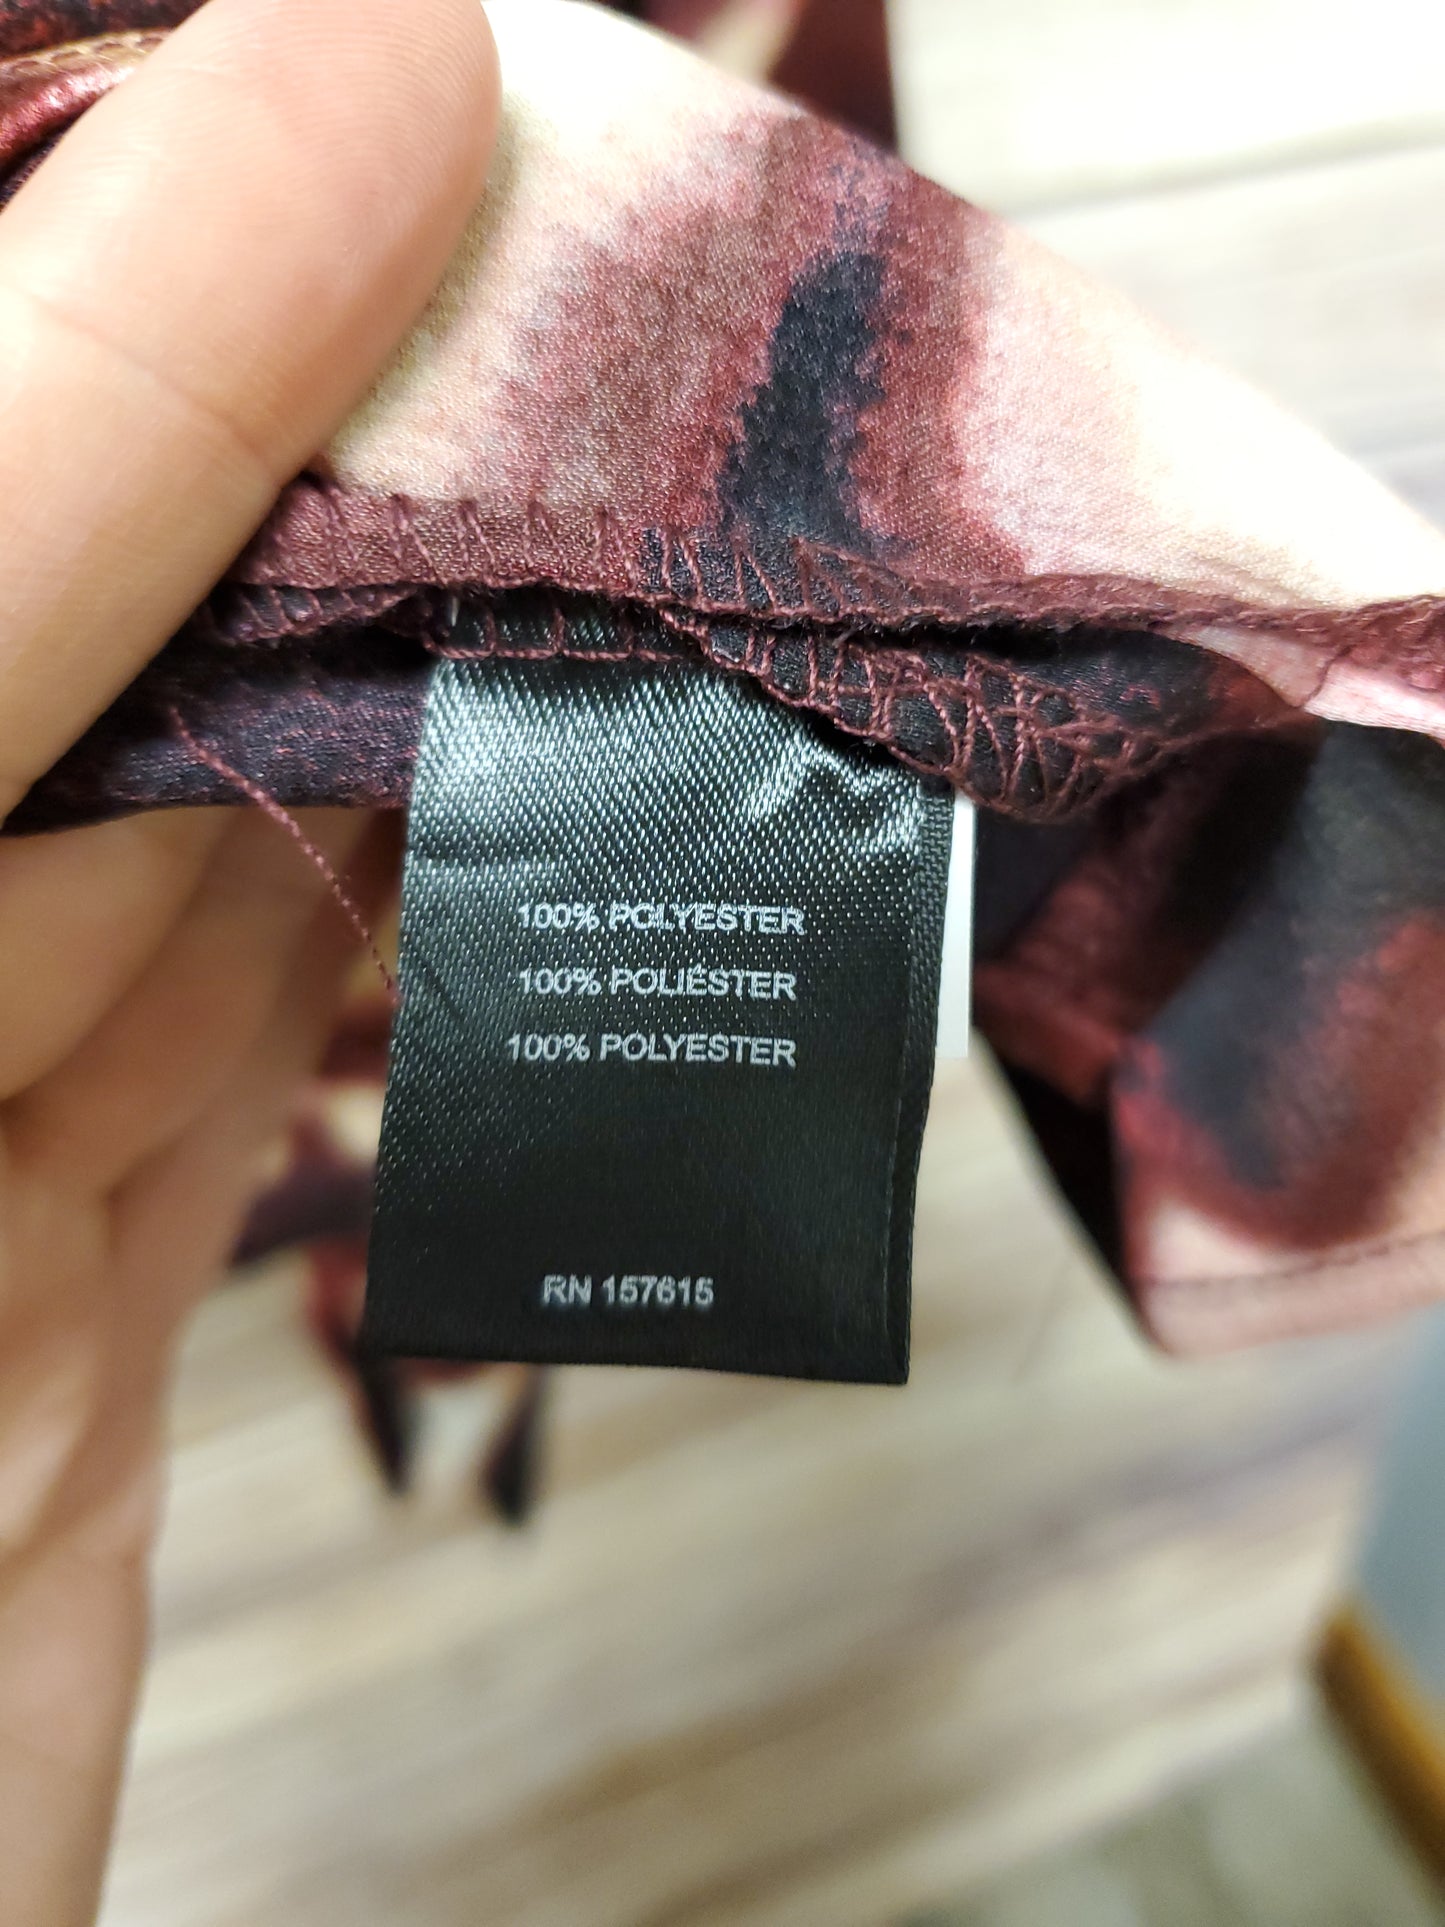 100% POLYESTER
100% POLIÉSTER
100% POLYESTER
RN 157615